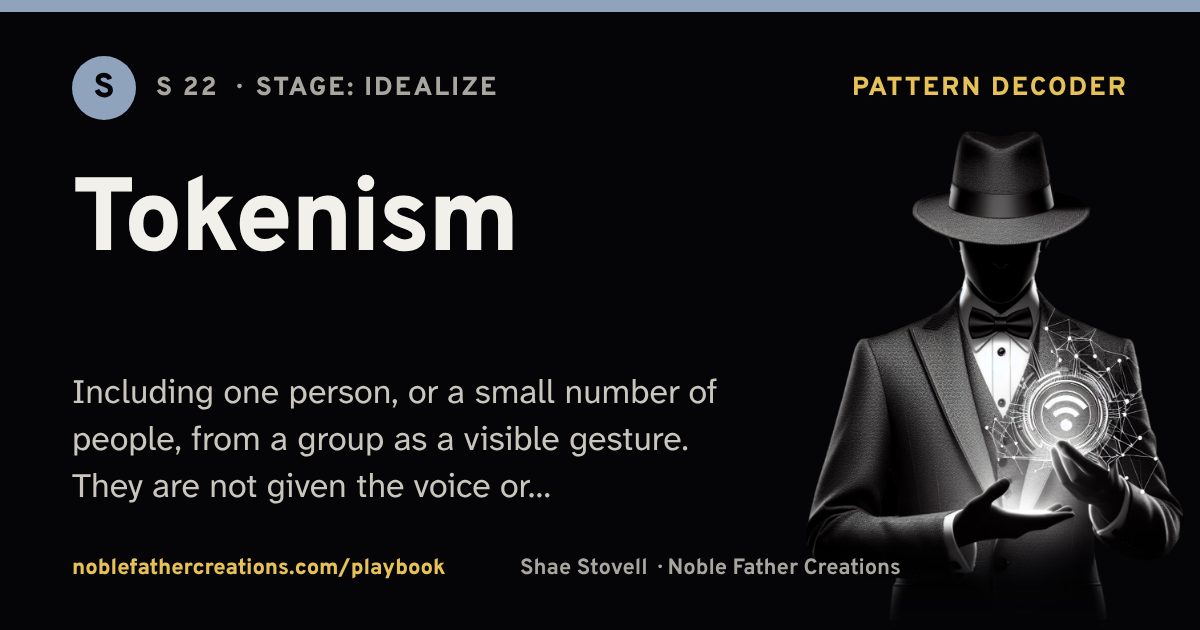 S
S 22 · STAGE: IDEALIZE
PATTERN DECODER
Tokenism
Including one person, or a small number of
people, from a group as a visible gesture.
They are not given the voice or...
noblefathercreations.com/playbook
Shae Stovell · Noble Father Creations